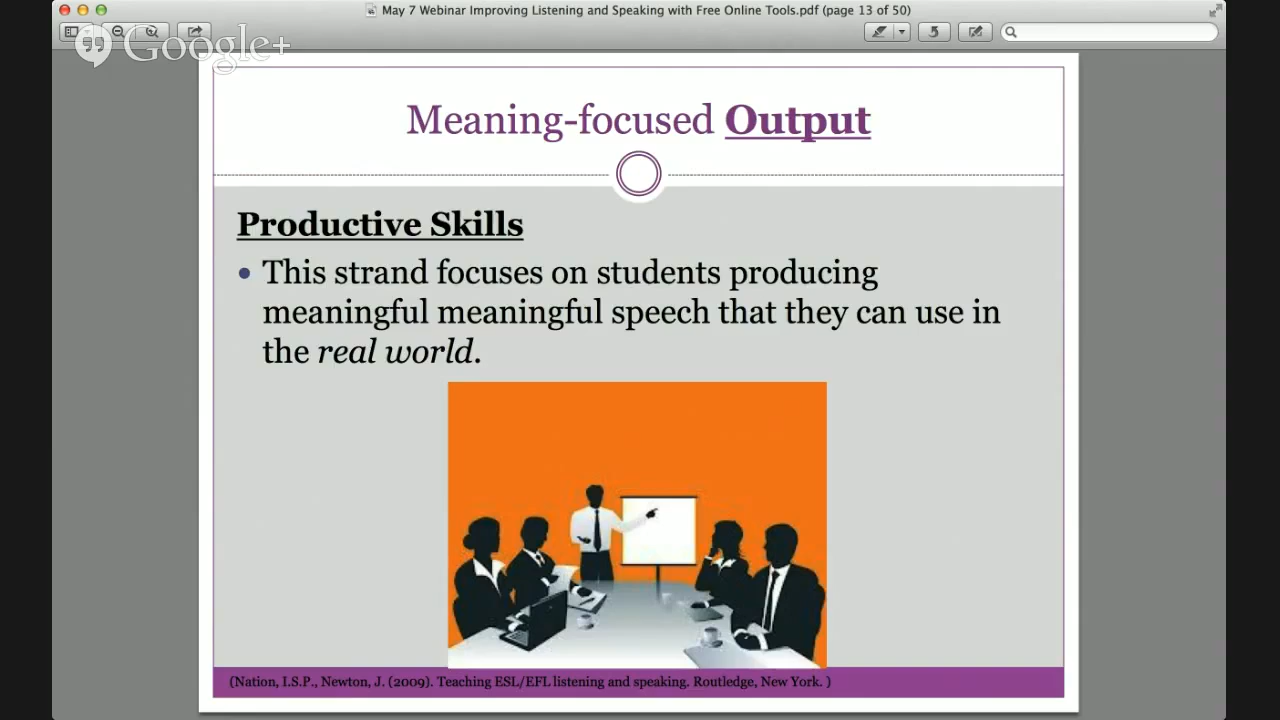 May 7 Webinar Improving Listening and Speaking with Free Online Tools.pdf (page 13 of 50)
Google+
Meaning-focused Output
Productive Skills
• This strand focuses on students producing
meaningful meaningful speech that they can use in
the real world.
(Nation, I.S.P., Newton, J. (2009). Teaching ESL/EFL listening and speaking. Routledge, New York. )